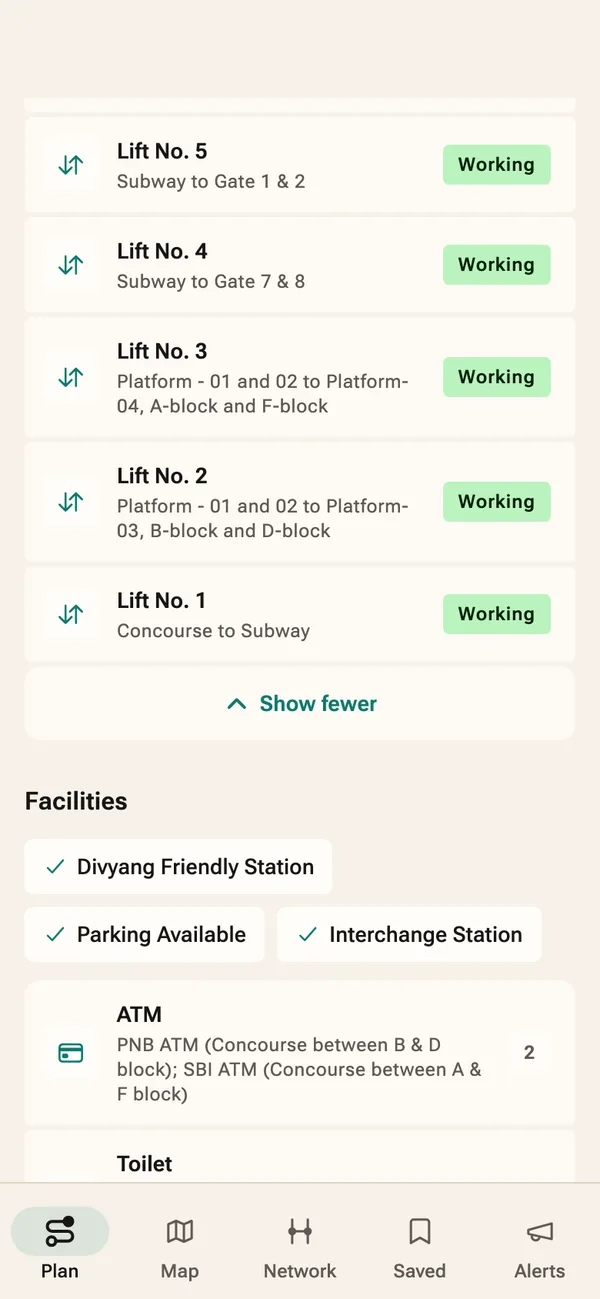 Lift No. 5
Subway to Gate 1 & 2
Working
Lift No. 4
Subway to Gate 7 & 8
Working
Lift No. 3
Platform - 01 and 02 to Platform-
04, A-block and F-block
Working
Lift No. 2
Platform - 01 and 02 to Platform-
03, B-block and D-block
Working
Lift No. 1
Concourse to Subway
Working
Show fewer
Facilities
Divyang Friendly Station
Parking Available
Interchange Station
ATM
PNB ATM (Concourse between B & D
block); SBI ATM (Concourse between A &
F block)
2
Toilet
Plan
Map
Network
Saved
Alerts